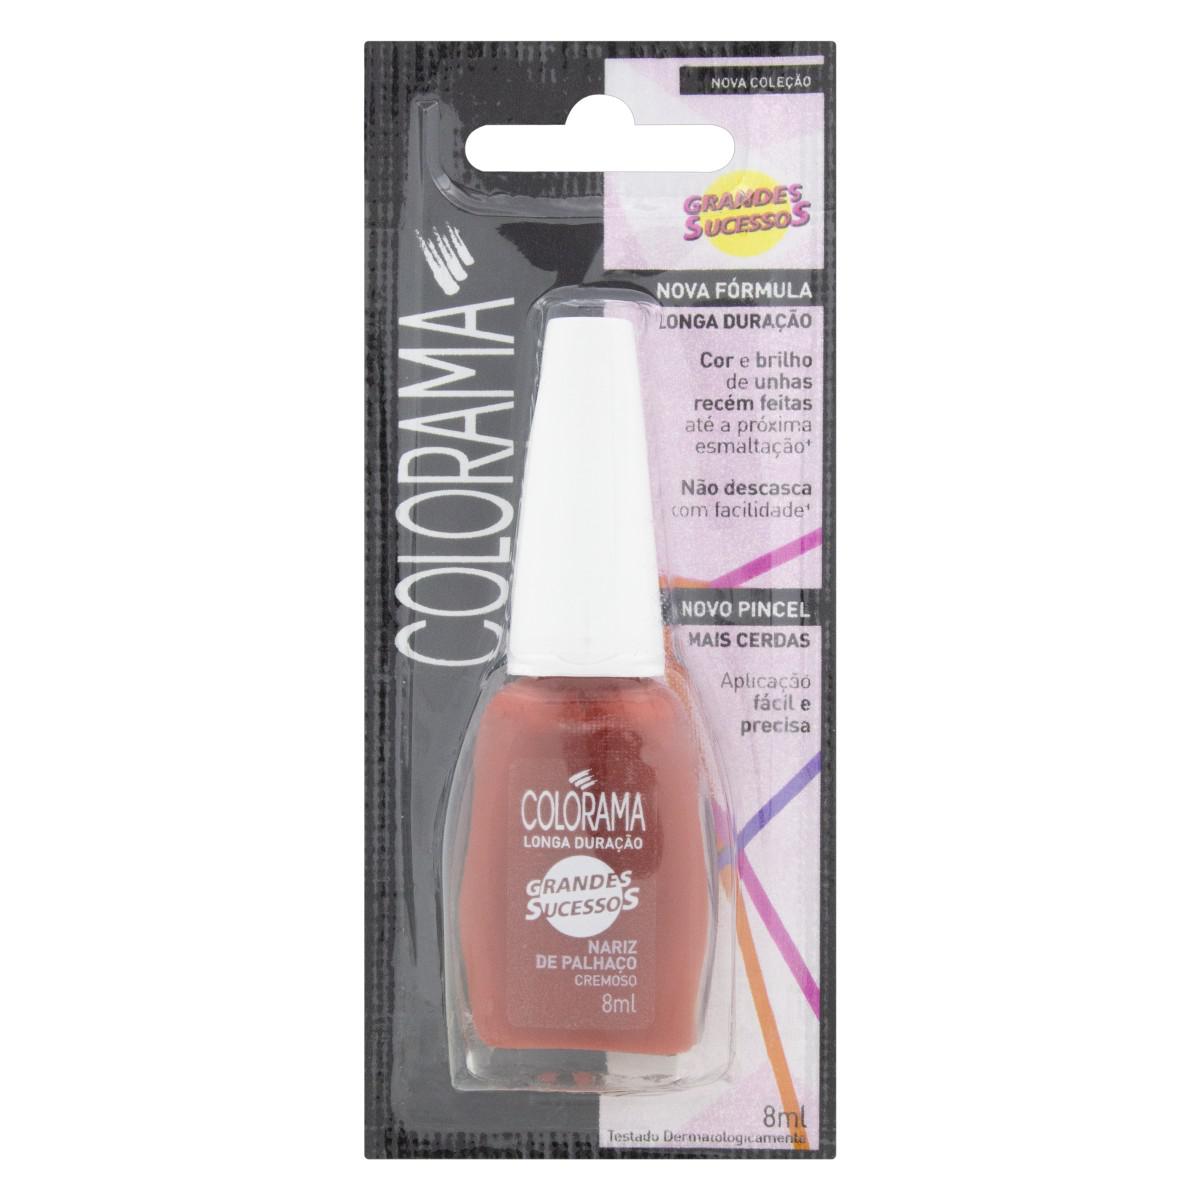 NOVA COLEÇÃO
GRANDES
SUCESSOS
COLORAMA
NOVA FÓRMULA
LONGA DURAÇÃO
Cor e brilho
de unhas
recém feitas
até a próxima
esmaltação¹
Não descasca
com facilidade¹
NOVO PINCEL
MAIS CERDAS
Aplicação
fácil e
precisa
COLORAMA
LONGA DURAÇÃO
GRANDES
SUCESSOS
NARIZ
DE PALHAÇO
CREMOSO
8ml
8ml
Testado Dermatologicamente